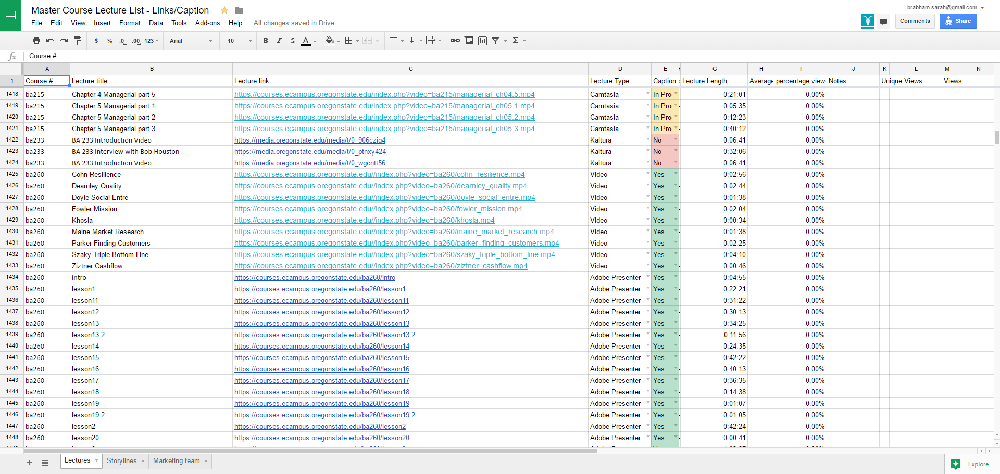 Master Course Lecture List - Links/Caption
brabham.sarah@gmail.com
File Edit View Insert Format Data Tools Add-ons Help All changes saved in Drive
Comments Share
$ % .0 .00 123 Arial 10 B I S A Σ
fx Course #
A B C D E F G H I J K L M N
1 Course # Lecture title Lecture link Lecture Type Caption Lecture Length Average percentage viewe Notes Unique Views Views
1418 ba215 Chapter 4 Managerial part 5 https://courses.ecampus.oregonstate.edu/index.php?video=ba215/managerial_ch04.5.mp4 Camtasia In Pro 0:21:01 0.00%
1419 ba215 Chapter 5 Managerial part 1 https://courses.ecampus.oregonstate.edu/index.php?video=ba215/managerial_ch05.1.mp4 Camtasia In Pro 0:05:35 0.00%
1420 ba215 Chapter 5 Managerial part 2 https://courses.ecampus.oregonstate.edu/index.php?video=ba215/managerial_ch05.2.mp4 Camtasia In Pro 0:12:23 0.00%
1421 ba215 Chapter 5 Managerial part 3 https://courses.ecampus.oregonstate.edu/index.php?video=ba215/managerial_ch05.3.mp4 Camtasia In Pro 0:40:12 0.00%
1422 ba233 BA 233 Introduction Video https://media.oregonstate.edu/media/t/0_906czjg4 Kaltura No 0:06:41 0.00%
1423 ba233 BA 233 Interview with Bob Houston https://media.oregonstate.edu/media/t/0_ptnxy424 Kaltura No 0:32:06 0.00%
1424 ba233 BA 233 Introduction Video https://media.oregonstate.edu/media/t/0_wgcntt56 Kaltura No 0:06:41 0.00%
1425 ba260 Cohn Resilience https://courses.ecampus.oregonstate.edu//index.php?video=ba260/cohn_resilience.mp4 Video Yes 0:02:56 0.00%
1426 ba260 Dearnley Quality https://courses.ecampus.oregonstate.edu//index.php?video=ba260/dearnley_quality.mp4 Video Yes 0:02:44 0.00%
1427 ba260 Doyle Social Entre https://courses.ecampus.oregonstate.edu//index.php?video=ba260/doyle_social_entre.mp4 Video Yes 0:01:38 0.00%
1428 ba260 Fowler Mission https://courses.ecampus.oregonstate.edu//index.php?video=ba260/fowler_mission.mp4 Video Yes 0:02:04 0.00%
1429 ba260 Khosla https://courses.ecampus.oregonstate.edu//index.php?video=ba260/khosla.mp4 Video Yes 0:00:34 0.00%
1430 ba260 Maine Market Research https://courses.ecampus.oregonstate.edu//index.php?video=ba260/maine_market_research.mp4 Video Yes 0:01:38 0.00%
1431 ba260 Parker Finding Customers https://courses.ecampus.oregonstate.edu//index.php?video=ba260/parker_finding_customers.mp4 Video Yes 0:02:25 0.00%
1432 ba260 Szaky Triple Bottom Line https://courses.ecampus.oregonstate.edu//index.php?video=ba260/szaky_triple_bottom_line.mp4 Video Yes 0:04:10 0.00%
1433 ba260 Ziztner Cashflow https://courses.ecampus.oregonstate.edu//index.php?video=ba260/ziztner_cashflow.mp4 Video Yes 0:00:46 0.00%
1434 ba260 intro https://courses.ecampus.oregonstate.edu/ba260/intro Adobe Presenter Yes 0:04:55 0.00%
1435 ba260 lesson1 https://courses.ecampus.oregonstate.edu/ba260/lesson1 Adobe Presenter Yes 0:22:21 0.00%
1436 ba260 lesson11 https://courses.ecampus.oregonstate.edu/ba260/lesson11 Adobe Presenter Yes 0:31:22 0.00%
1437 ba260 lesson12 https://courses.ecampus.oregonstate.edu/ba260/lesson12 Adobe Presenter Yes 0:30:13 0.00%
1438 ba260 lesson13 https://courses.ecampus.oregonstate.edu/ba260/lesson13 Adobe Presenter Yes 0:34:25 0.00%
1439 ba260 lesson13.2 https://courses.ecampus.oregonstate.edu/ba260/lesson13.2 Adobe Presenter Yes 0:11:56 0.00%
1440 ba260 lesson14 https://courses.ecampus.oregonstate.edu/ba260/lesson14 Adobe Presenter Yes 0:24:35 0.00%
1441 ba260 lesson15 https://courses.ecampus.oregonstate.edu/ba260/lesson15 Adobe Presenter Yes 0:42:22 0.00%
1442 ba260 lesson16 https://courses.ecampus.oregonstate.edu/ba260/lesson16 Adobe Presenter Yes 0:40:13 0.00%
1443 ba260 lesson17 https://courses.ecampus.oregonstate.edu/ba260/lesson17 Adobe Presenter Yes 0:36:35 0.00%
1444 ba260 lesson18 https://courses.ecampus.oregonstate.edu/ba260/lesson18 Adobe Presenter Yes 0:14:38 0.00%
1445 ba260 lesson19 https://courses.ecampus.oregonstate.edu/ba260/lesson19 Adobe Presenter Yes 0:01:07 0.00%
1446 ba260 lesson19.2 https://courses.ecampus.oregonstate.edu/ba260/lesson19.2 Adobe Presenter Yes 0:01:05 0.00%
1447 ba260 lesson2 https://courses.ecampus.oregonstate.edu/ba260/lesson2 Adobe Presenter Yes 0:42:24 0.00%
1448 ba260 lesson20 https://courses.ecampus.oregonstate.edu/ba260/lesson20 Adobe Presenter Yes 0:00:41 0.00%
Lectures Storylines Marketing team Explore